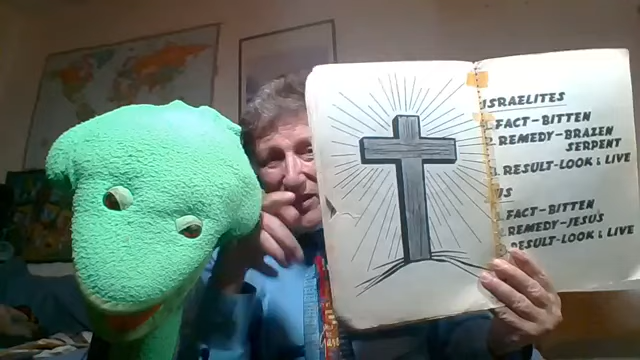 ISRAELITES
FACT-BITTEN
REMEDY-BRAZEN
SERPENT
RESULT-LOOK & LIVE
US
FACT-BITTEN
REMEDY-JESUS
RESULT-LOOK & LIVE